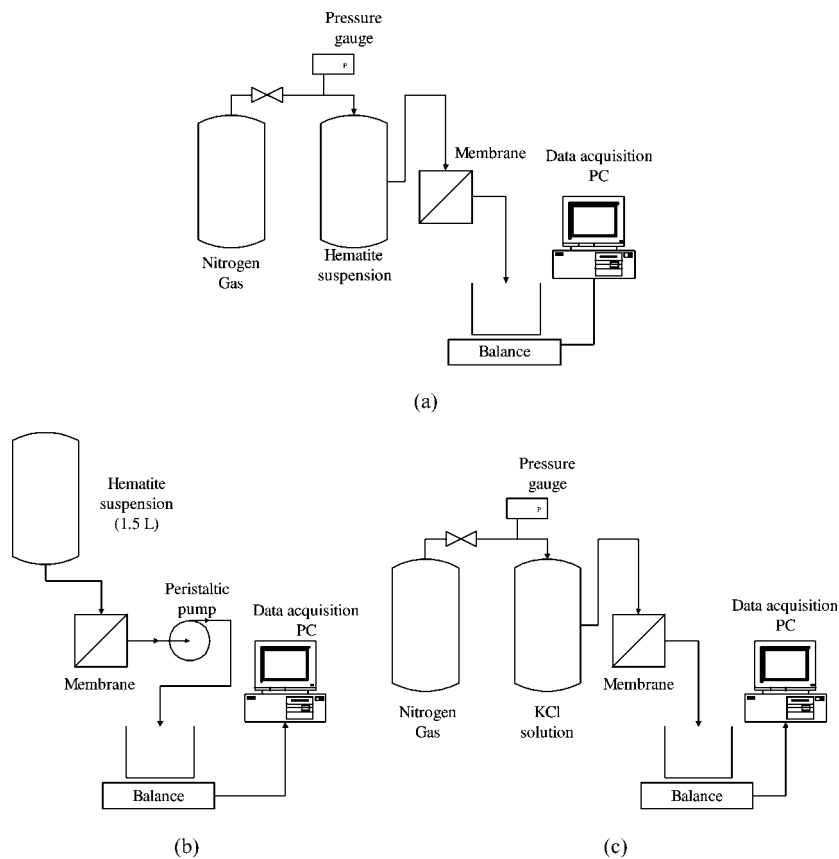 Pressure
gauge
P
Membrane
Data acquisition
PC
Nitrogen
Gas
Hematite
suspension
Balance
(a)
Hematite
suspension
(1.5 L)
Peristaltic
pump
Data acquisition
PC
Membrane
Balance
(b)
Pressure
gauge
P
Data acquisition
PC
Membrane
Nitrogen
Gas
KCl
solution
Balance
(c)